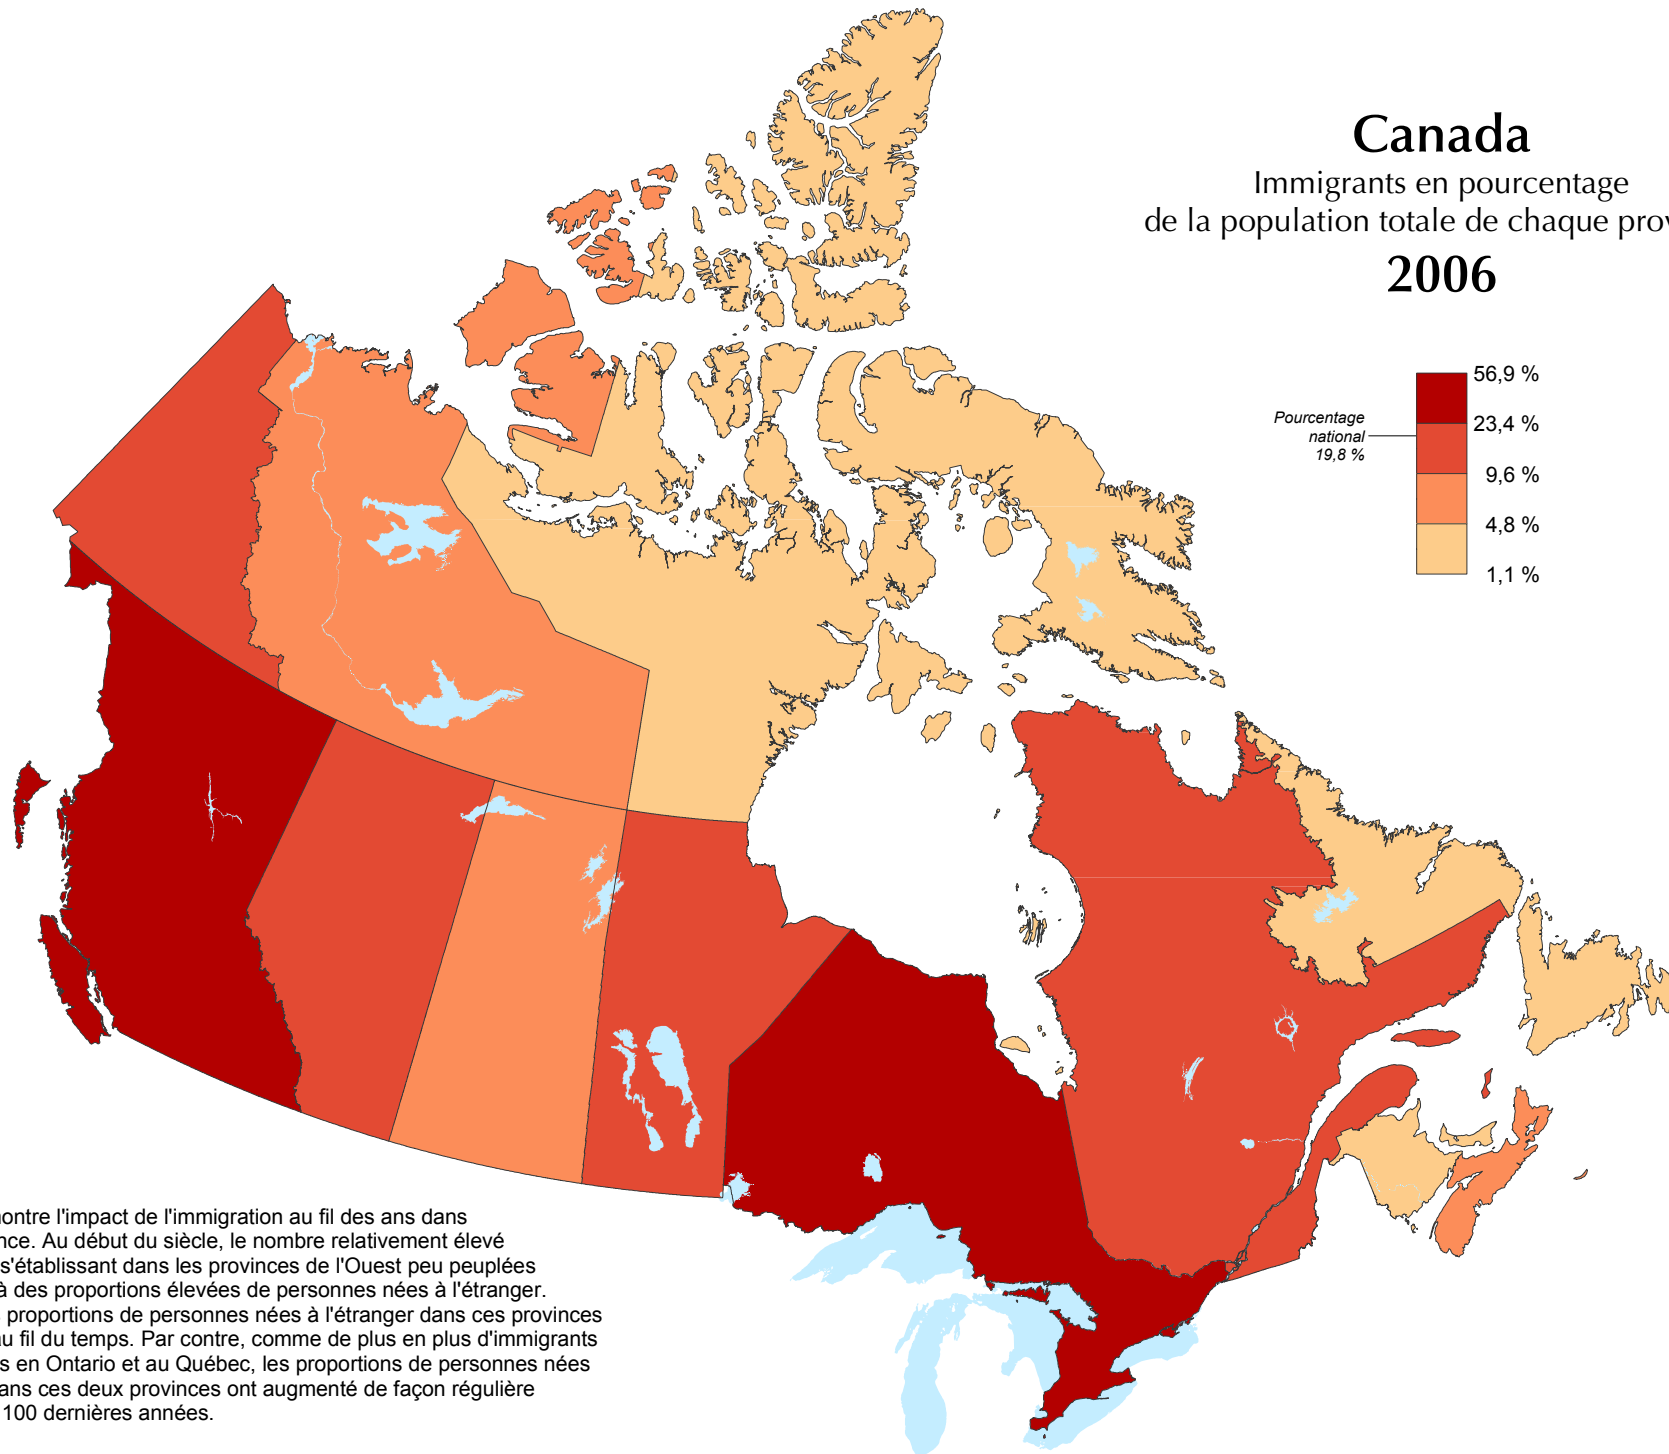 Canada
Immigrants en pourcentage
de la population totale de chaque
2006
56,9 %
23,4 %
9,6 %
4,8 %
1,1 %
Pourcentage
national
19,8 %
l'impact de l'immigration au fil des ans dans
Au début du siècle, le nombre relativement élevé
s'établissant dans les provinces de l'Ouest peu peuplées
à des proportions élevées de personnes nées à l'étranger.
proportions de personnes nées à l'étranger dans ces provinces
au fil du temps. Par contre, comme de plus en plus d'immigrants
en Ontario et au Québec, les proportions de personnes nées
dans ces deux provinces ont augmenté de façon régulière
100 dernières années.